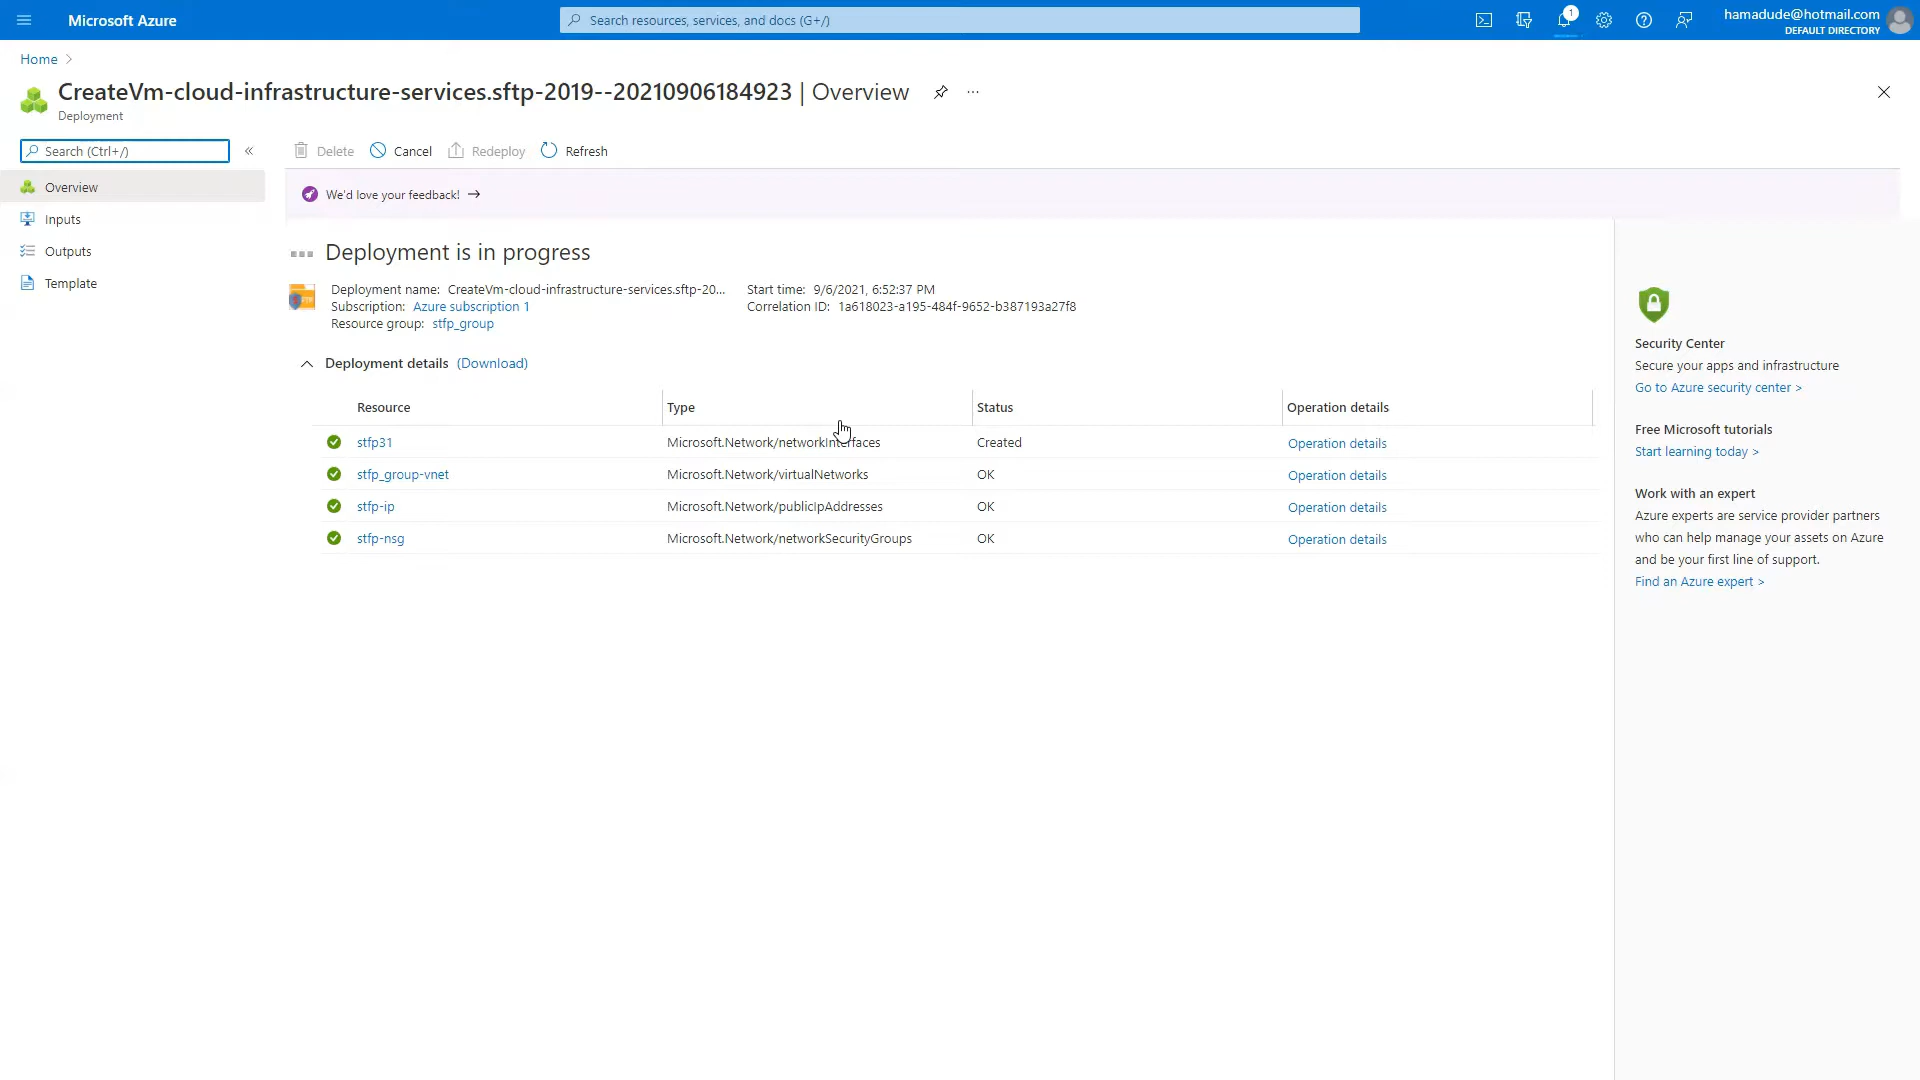 Microsoft Azure
Search resources, services, and docs (G+/)
1
hamadude@hotmail.com
DEFAULT DIRECTORY
Home >
CreateVm-cloud-infrastructure-services.sftp-2019--20210906184923 | Overview
...
Deployment
Search (Ctrl+/)
«
Delete
Cancel
Redeploy
Refresh
Overview
Inputs
Outputs
Template
We'd love your feedback! →
Deployment is in progress
Deployment name: CreateVm-cloud-infrastructure-services.sftp-20...
Subscription: Azure subscription 1
Resource group: stfp_group
Start time: 9/6/2021, 6:52:37 PM
Correlation ID: 1a618023-a195-484f-9652-b387193a27f8
Deployment details (Download)
Resource Type Status Operation details
stfp31 Microsoft.Network/networkInterfaces Created Operation details
stfp_group-vnet Microsoft.Network/virtualNetworks OK Operation details
stfp-ip Microsoft.Network/publicIpAddresses OK Operation details
stfp-nsg Microsoft.Network/networkSecurityGroups OK Operation details
Security Center
Secure your apps and infrastructure
Go to Azure security center >
Free Microsoft tutorials
Start learning today >
Work with an expert
Azure experts are service provider partners
who can help manage your assets on Azure
and be your first line of support.
Find an Azure expert >